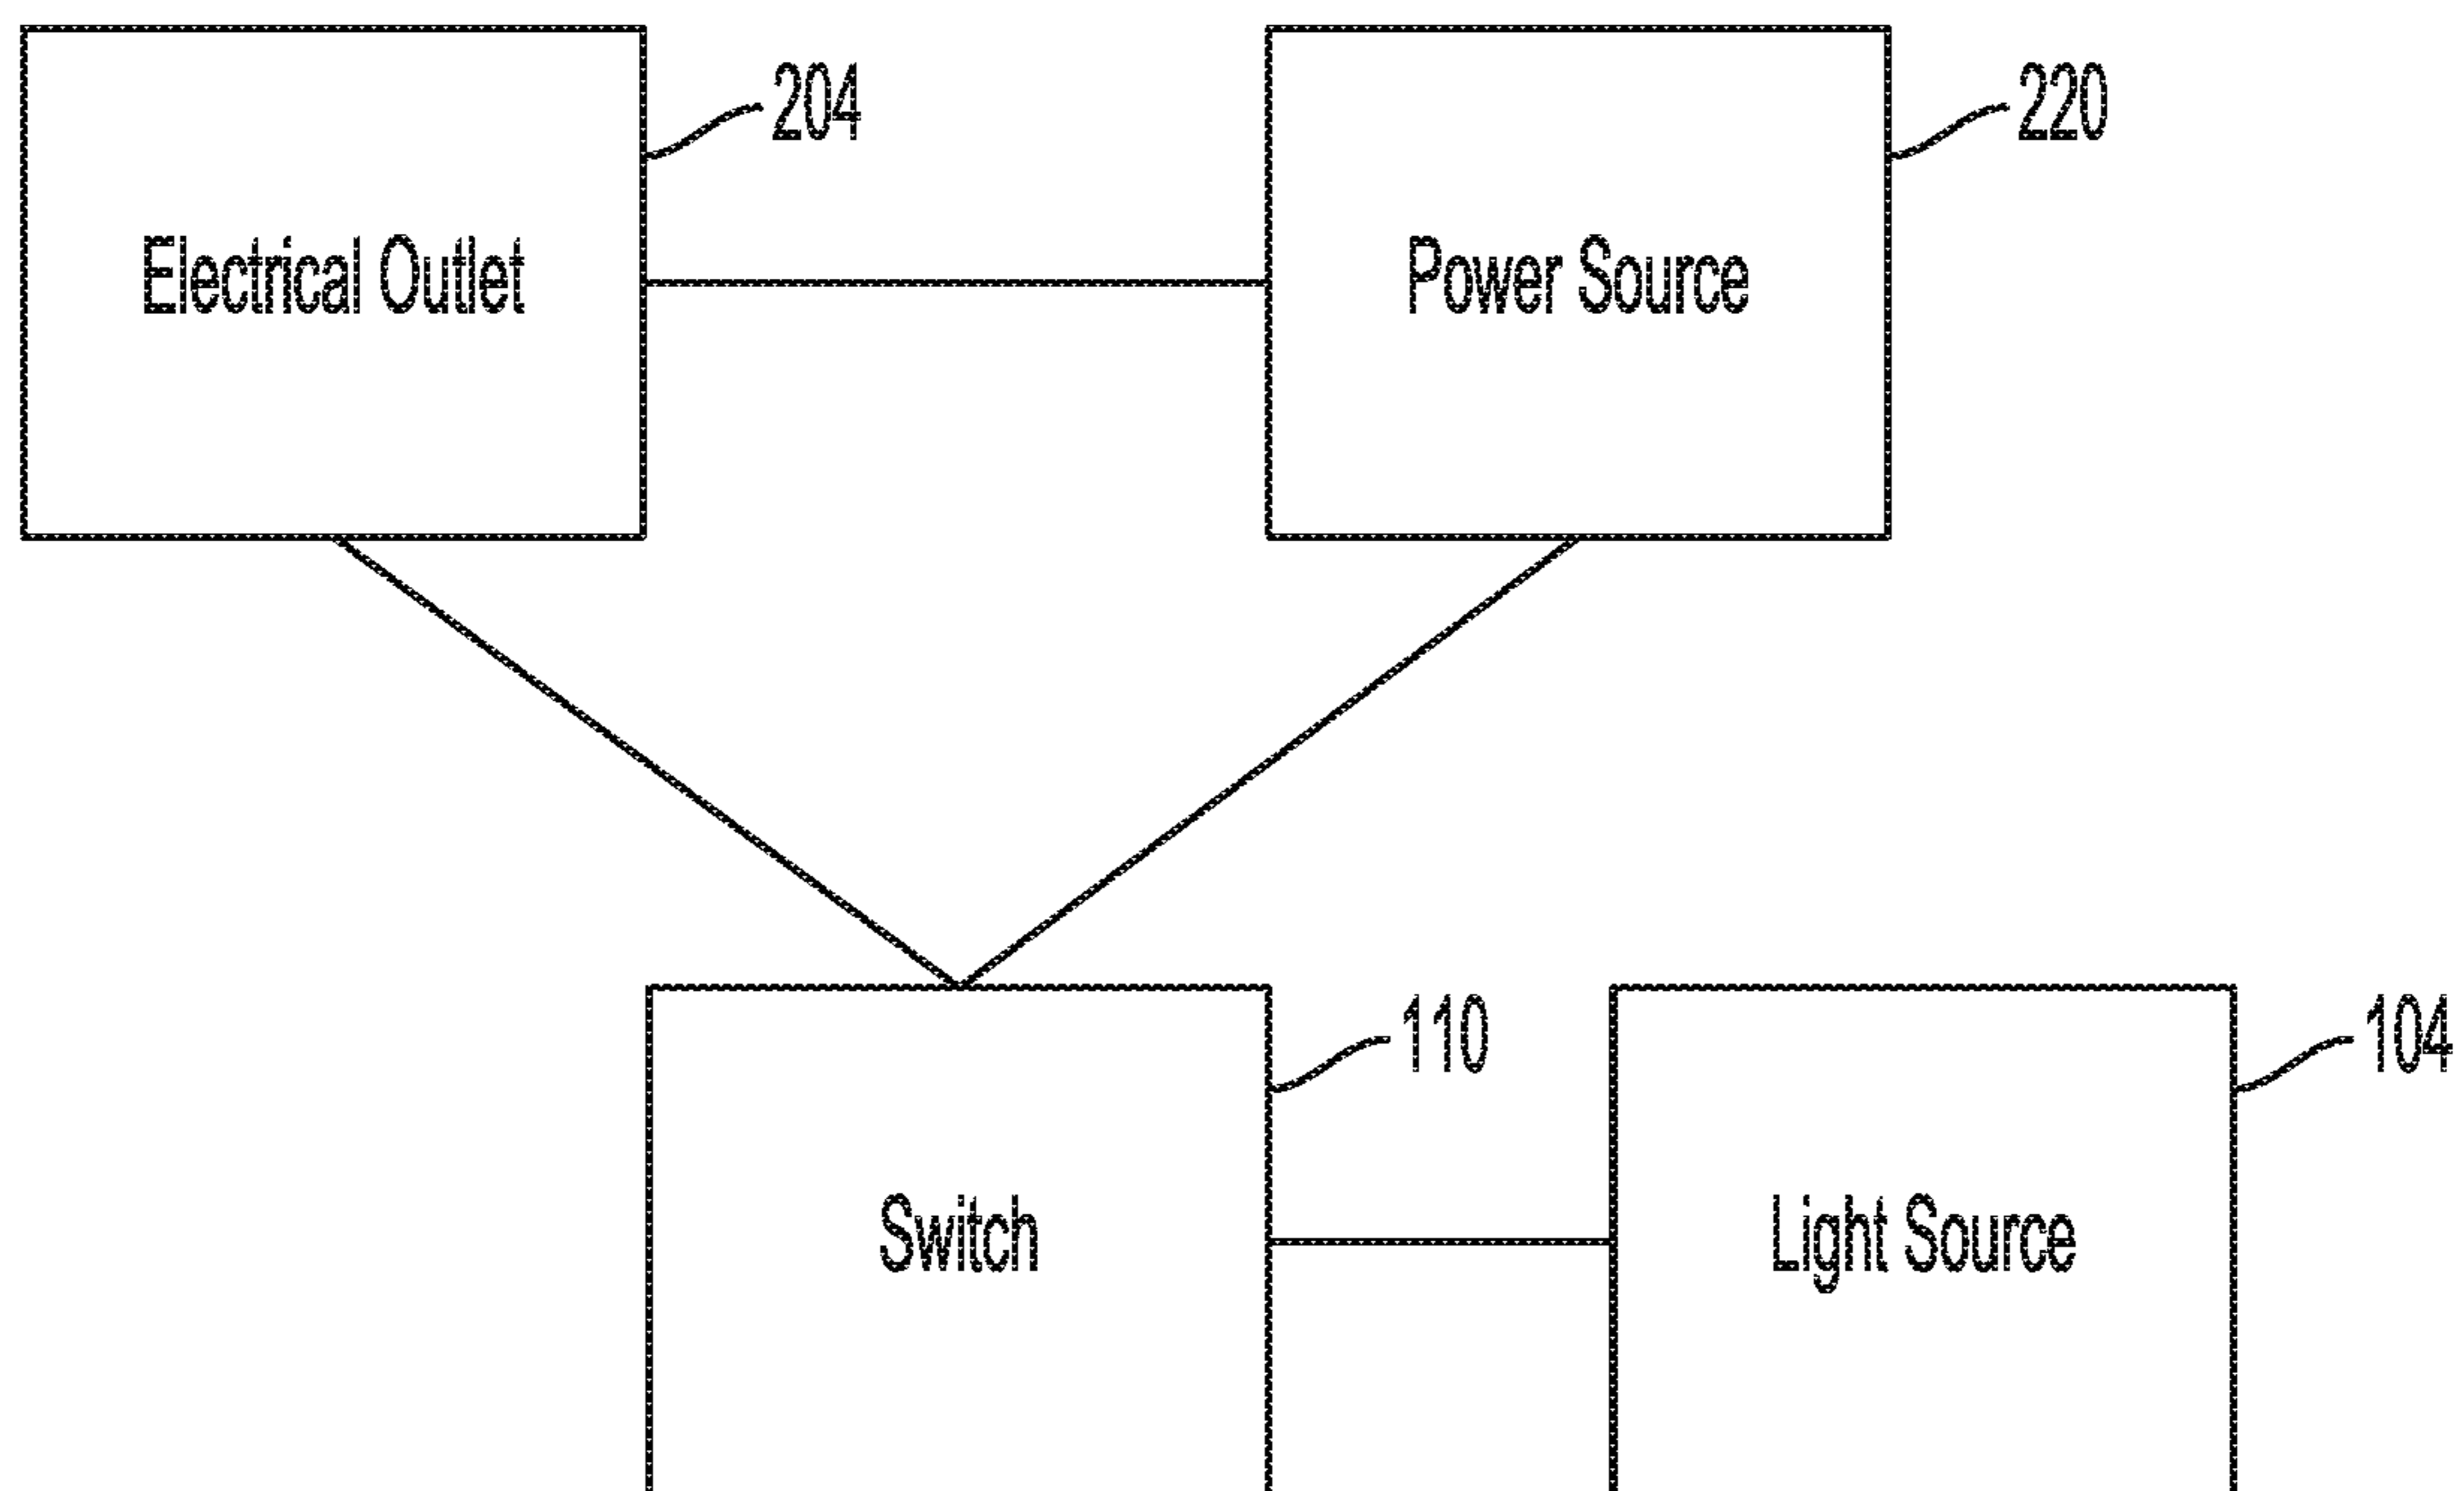 204
220
Electrical Outlet
Power Source
110
104
Switch
Light Source